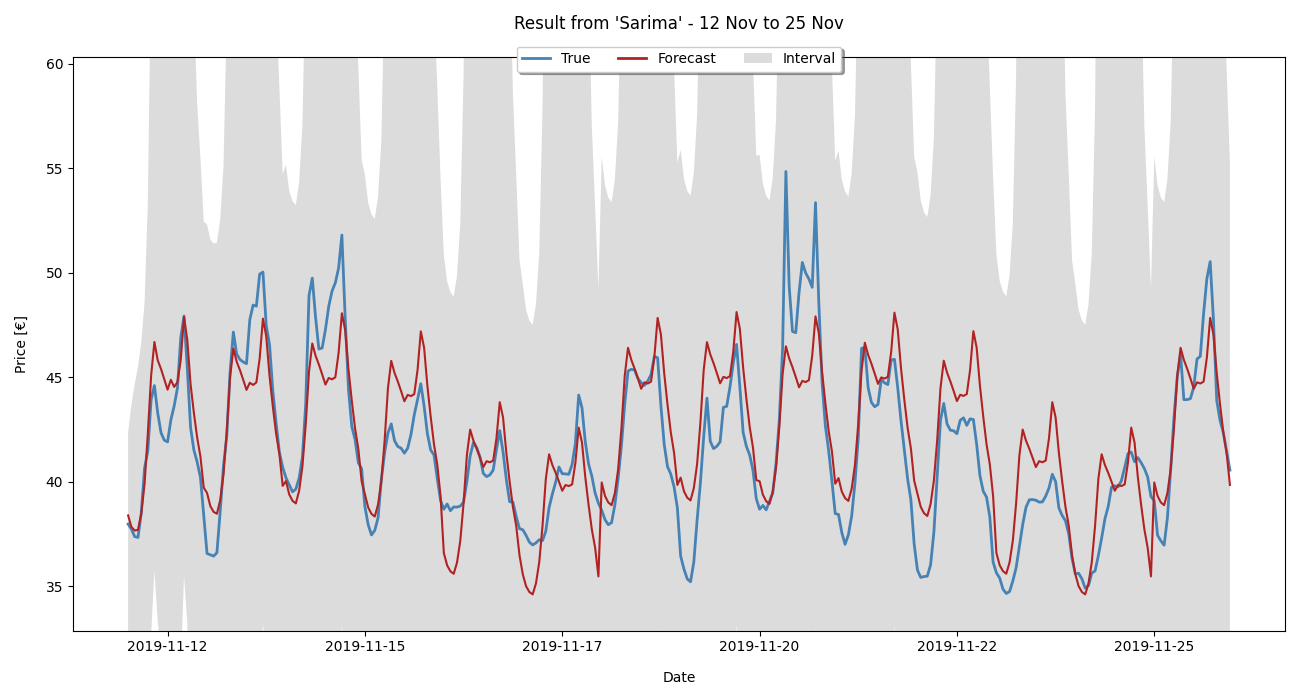 Result from 'Sarima' - 12 Nov to 25 Nov
True Forecast Interval
60
55
50
45
40
35
Price [€]
2019-11-12 2019-11-15 2019-11-17 2019-11-20 2019-11-22 2019-11-25
Date